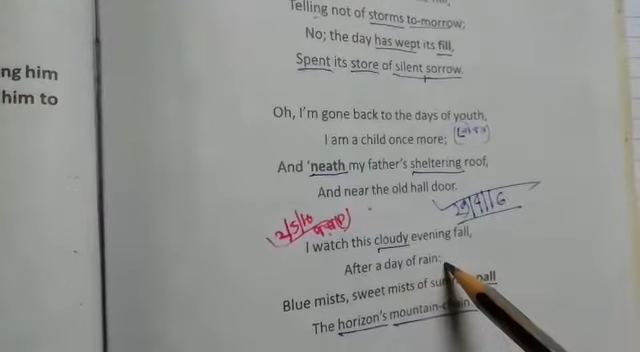 Telling not of storms to-morrow;
No; the day has wept its fill,
Spent its store of silent sorrow.
ng him
him to
Oh, I'm gone back to the days of youth,
I am a child once more;
And 'neath my father's sheltering roof,
And near the old hall door.
I watch this cloudy evening fall,
After a day of rain:
Blue mists, sweet mists of pall
The horizon's mountain-